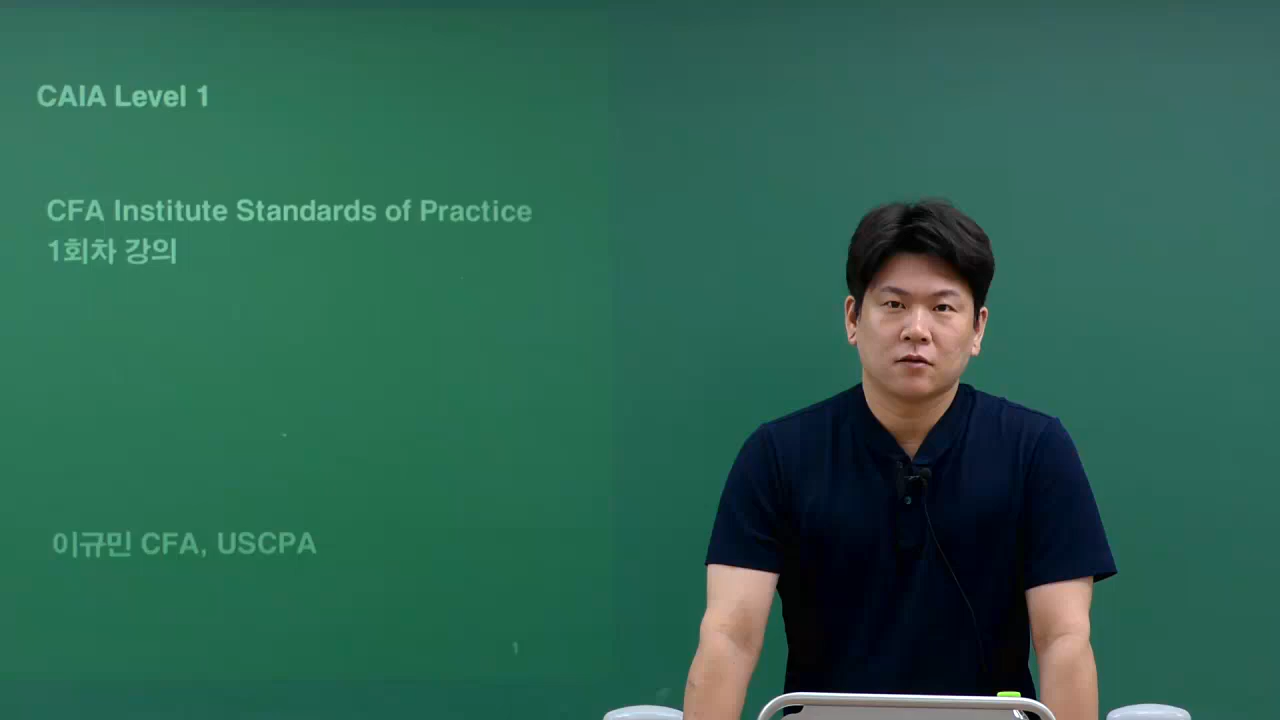 CAIA Level 1
CFA Institute Standards of Practice
1회차 강의
이규민 CFA, USCPA
1